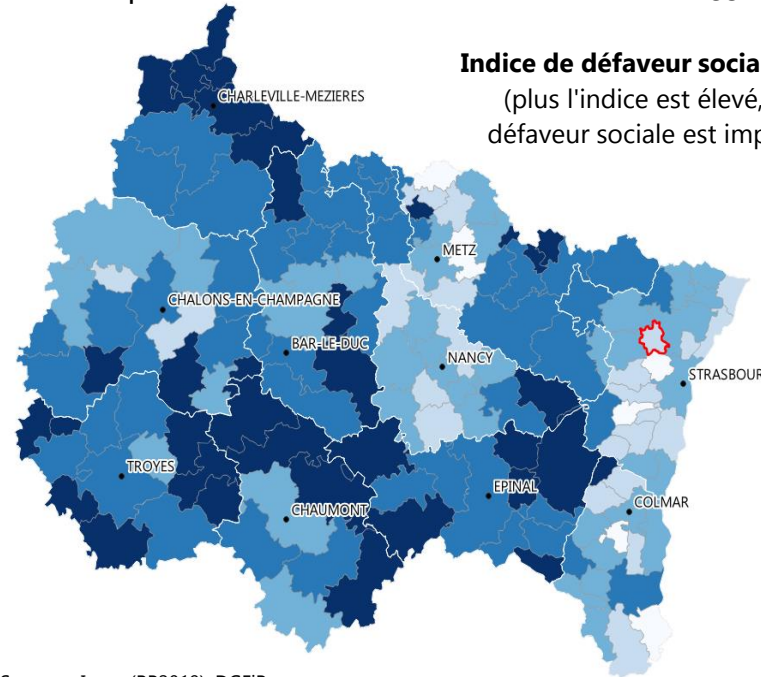 Indice de défaveur socia
(plus l'indice est élevé,
défaveur sociale est imp
CHARLEVILLE-MEZIERES
METZ
CHALONS-EN-CHAMPAGNE
BAR-LE-DUC
NANCY
STRASBOUR
TROYES
EPINAL
CHAUMONT
COLMAR